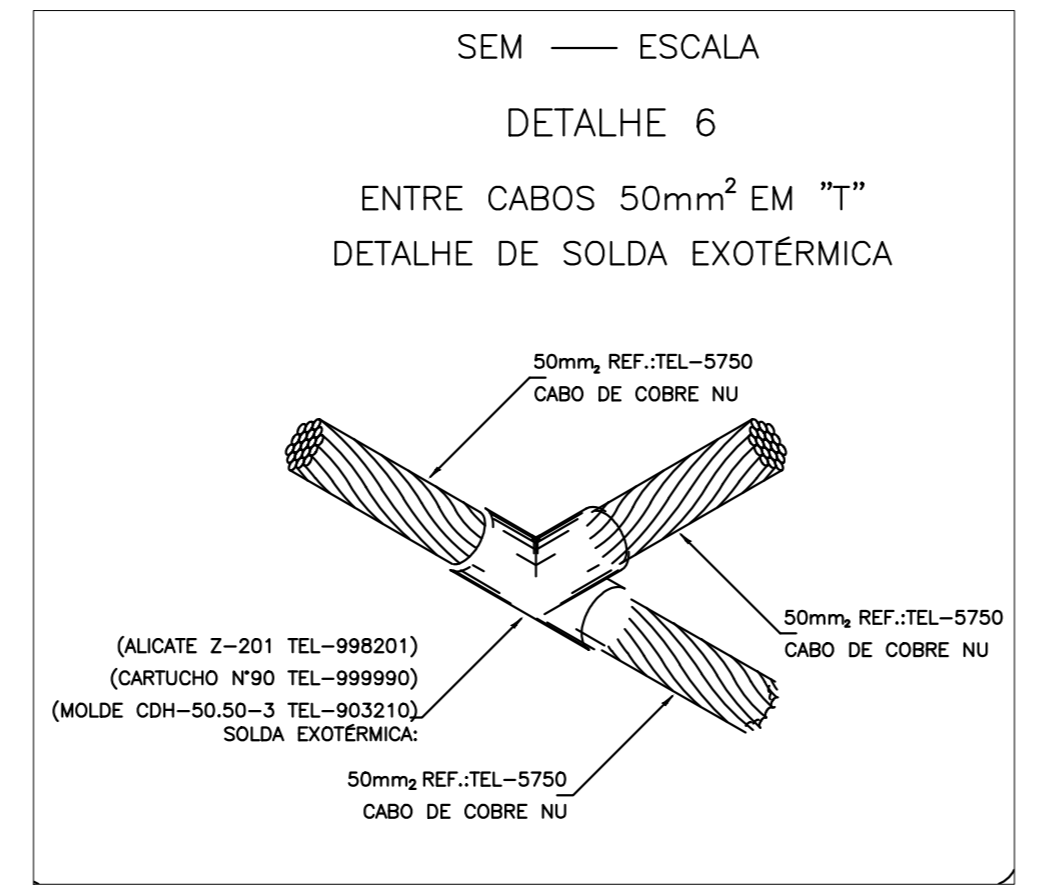 SEM —— ESCALA
DETALHE 6
ENTRE CABOS 50mm² EM "T"
DETALHE DE SOLDA EXOTÉRMICA
50mm₂ REF.:TEL-5750
CABO DE COBRE NU
50mm₂ REF.:TEL-5750
CABO DE COBRE NU
(ALICATE Z-201 TEL-998201)
(CARTUCHO N°90 TEL-999990)
(MOLDE CDH-50.50-3 TEL-903210)
SOLDA EXOTÉRMICA:
50mm₂ REF.:TEL-5750
CABO DE COBRE NU